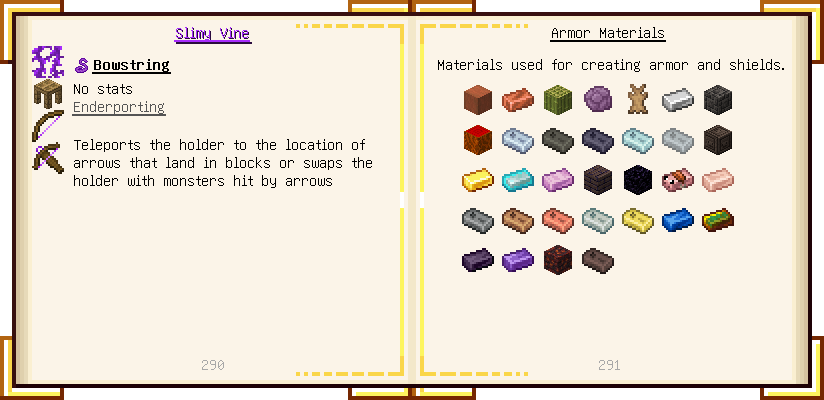 Slimy Vine
Bowstring
No stats
Enderporting
Teleports the holder to the location of
arrows that land in blocks or swaps the
holder with monsters hit by arrows
290
Armor Materials
Materials used for creating armor and shields.
291